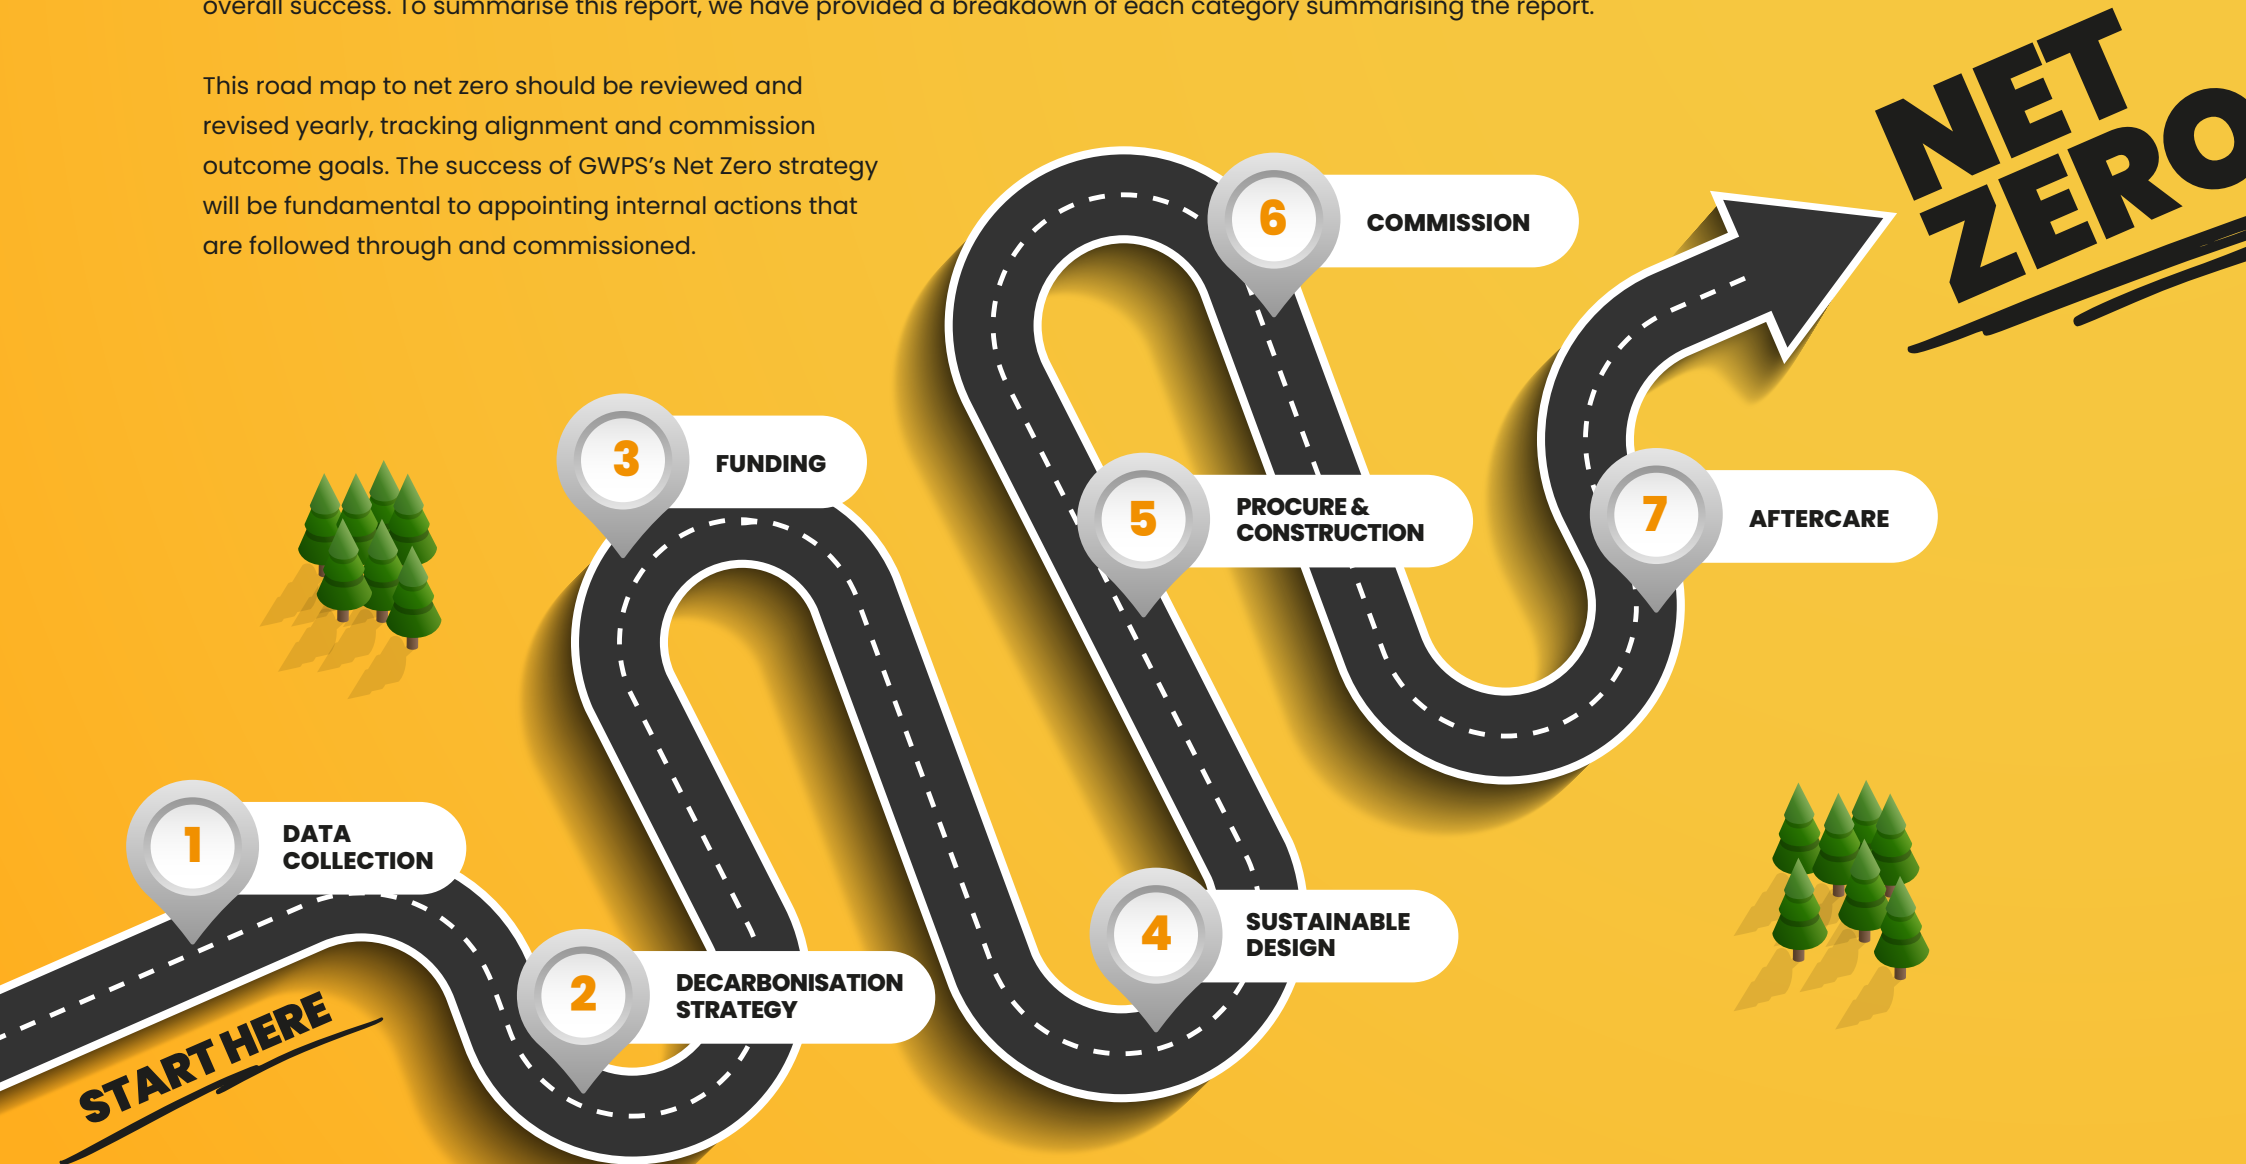 overall success. To summarise this report, we have provided a breakdown of each category summarising the report.
This road map to net zero should be reviewed and
revised yearly, tracking alignment and commission
outcome goals. The success of GWPS’s Net Zero strategy
will be fundamental to appointing internal actions that
are followed through and commissioned.
NET
ZERO
6
COMMISSION
3
FUNDING
5
PROCURE &
CONSTRUCTION
7
AFTERCARE
1
DATA
COLLECTION
4
SUSTAINABLE
DESIGN
2
DECARBONISATION
STRATEGY
START HERE